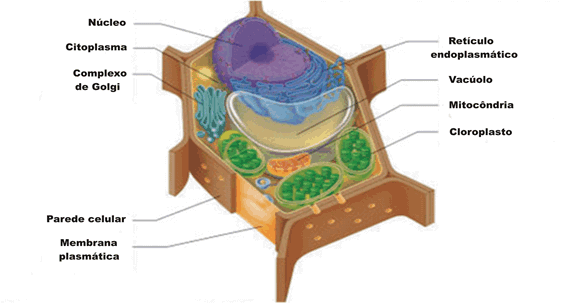 Núcleo
Citoplasma
Complexo
de Golgi
Parede celular
Membrana
plasmática
Retículo
endoplasmático
Vacúolo
Mitocôndria
Cloroplasto